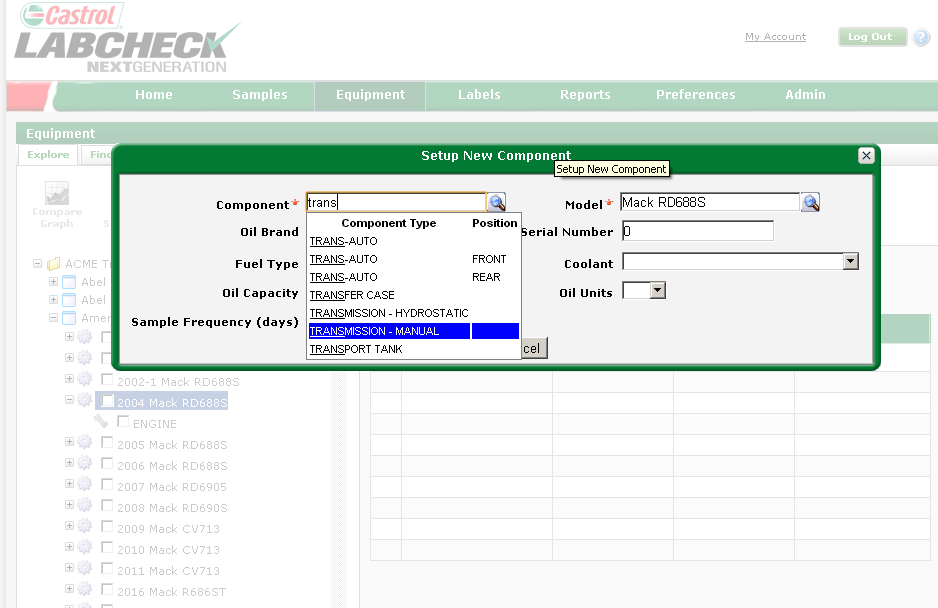 Castrol
LABCHECK
NEXTGENERATION
My Account
Log Out
?
Home Samples Equipment Labels Reports Preferences Admin
Equipment
Explore Find
Setup New Component
Setup New Component
Compare
Graph
S
Component* trans
Model* Mack RD688S
Component Type Position
Oil Brand
Serial Number 0
TRANS-AUTO
Fuel Type
TRANS-AUTO FRONT
Coolant
TRANS-AUTO REAR
Oil Capacity
TRANSFER CASE
Oil Units
TRANSMISSION - HYDROSTATIC
Sample Frequency (days)
TRANSMISSION - MANUAL
TRANSPORT TANK
cel
ACME T
Abel
Abel
Amer
2002-1 Mack RD688S
2004 Mack RD688S
ENGINE
2005 Mack RD688S
2006 Mack RD688S
2007 Mack RD6905
2008 Mack RD690S
2009 Mack CV713
2010 Mack CV713
2011 Mack CV713
2016 Mack R686ST